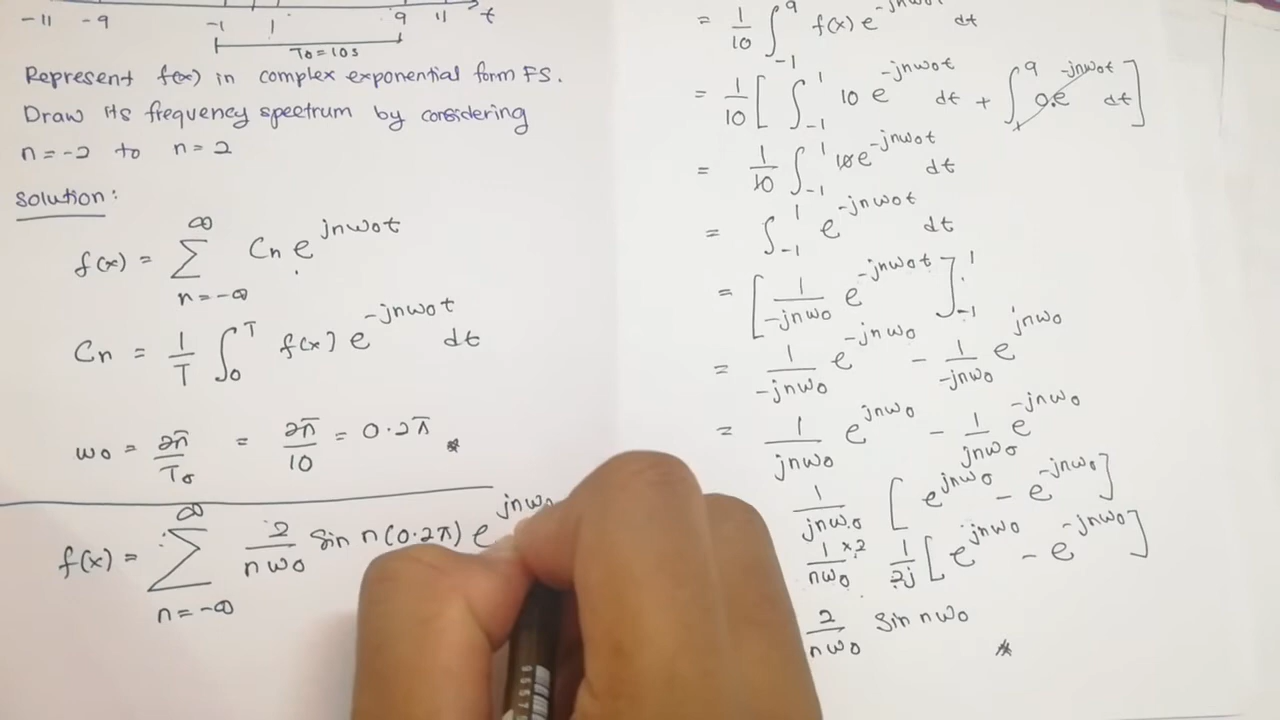 -11 -9 -1 1 9 11 t
T0 = 10s
Represent f(x) in complex exponential form FS.
Draw its frequency spectrum by considering
n = -2 to n = 2
Solution:
f(x) = ∑_{n=-∞}^{∞} Cn e^{jnω0t}
Cn = 1/T ∫_0^T f(x) e^{-jnω0t} dt
ω0 = 2π/T0 = 2π/10 = 0.2π *
f(x) = ∑_{n=-∞}^{∞} 2/nω0 Sin n(0.2π) e^{jnω0
= 1/10 ∫_{-1}^{9} f(x) e^{-jnω0t} dt
= 1/10 [ ∫_{-1}^{1} 10 e^{-jnω0t} dt + ∫_1^9 0.e^{-jnω0t} dt ]
= 1/10 ∫_{-1}^{1} 10e^{-jnω0t} dt
= ∫_{-1}^{1} e^{-jnω0t} dt
= [ 1/-jnω0 e^{-jnω0t} ]_{-1}^{1}
= 1/-jnω0 e^{-jnω0} - 1/-jnω0 e^{jnω0}
= 1/jnω0 e^{jnω0} - 1/jnω0 e^{-jnω0}
1/jnω0 [ e^{jnω0} - e^{-jnω0} ]
1/nω0 ×2 1/2j [ e^{jnω0} - e^{-jnω0} ]
2/nω0 Sin nω0 *